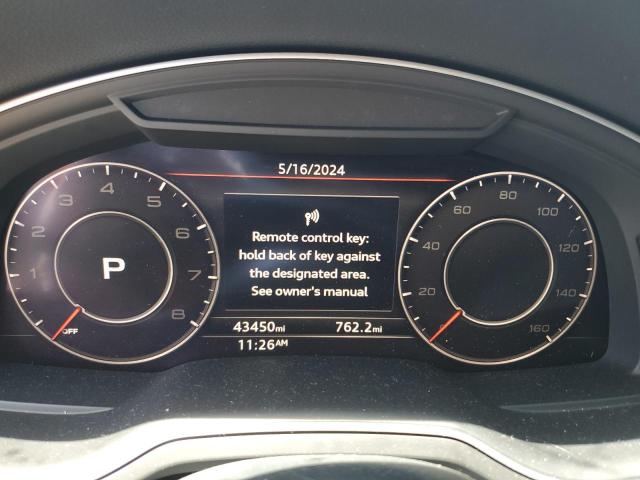 5/16/2024
Remote control key:
hold back of key against
the designated area.
See owner's manual
P
OFF
1
2
3
4
5
6
7
8
20
40
60
80
100
120
140
160
43450mi 762.2mi
11:26AM